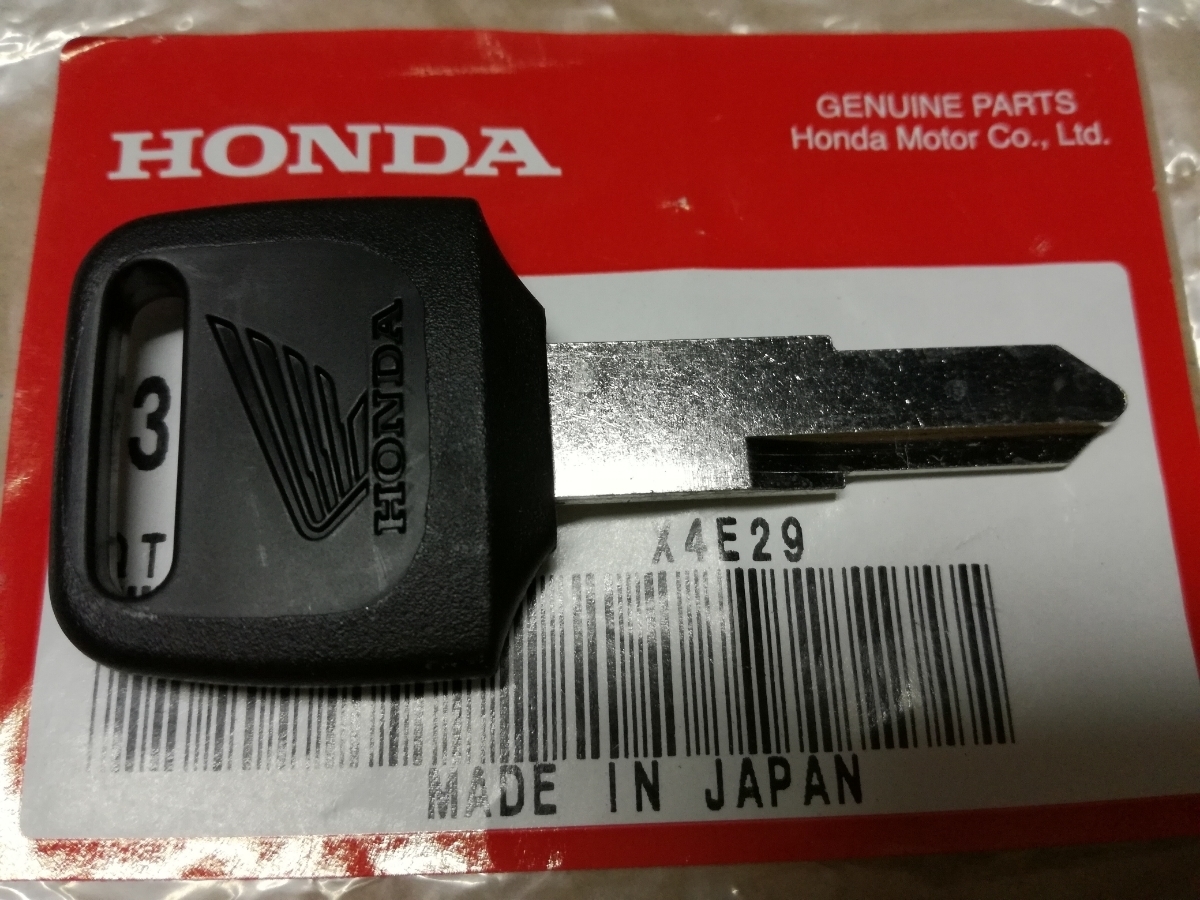 HONDA
GENUINE PARTS
Honda Motor Co., Ltd.
HONDA
3
T
X4E29
MADE IN JAPAN